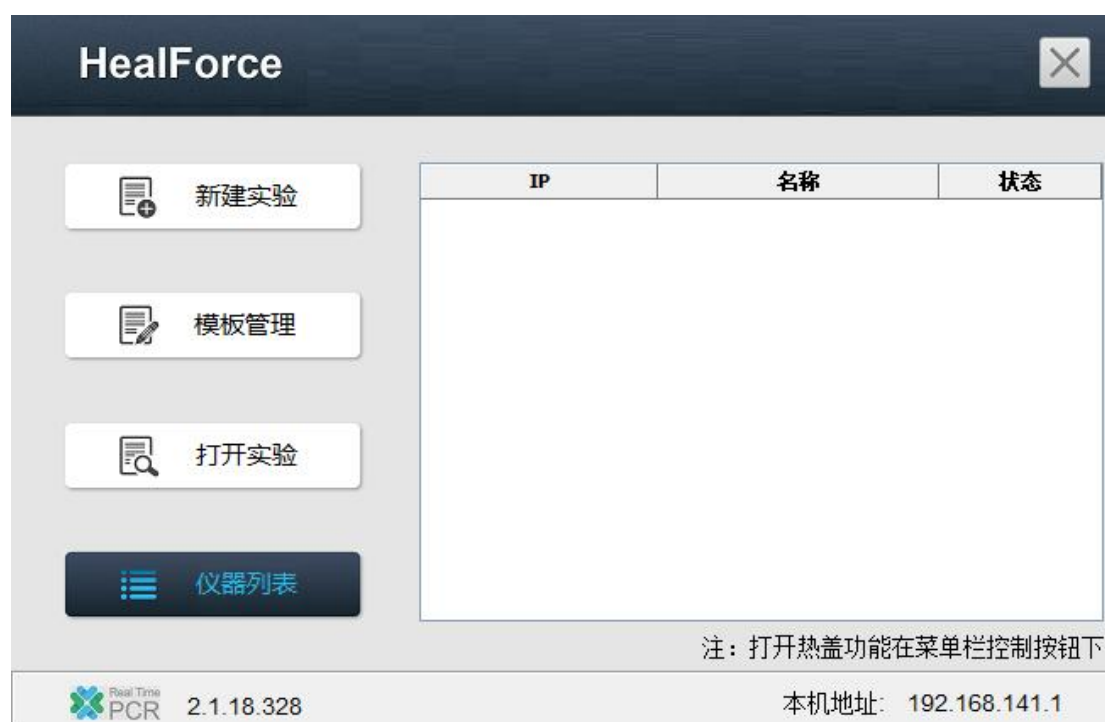 HealForce
新建实验
模板管理
打开实验
仪器列表
IP 名称 状态
注：打开热盖功能在菜单栏控制按钮下
Real Time
PCR 2.1.18.328
本机地址: 192.168.141.1